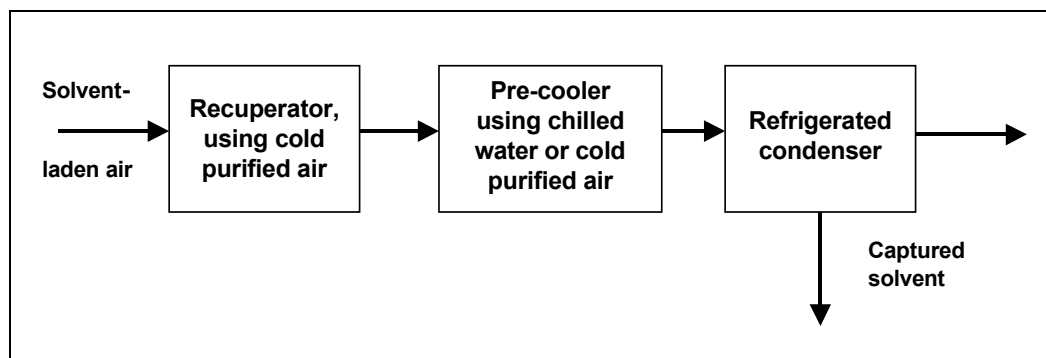 Solvent-
laden air
Recuperator,
using cold
purified air
Pre-cooler
using chilled
water or cold
purified air
Refrigerated
condenser
Captured
solvent